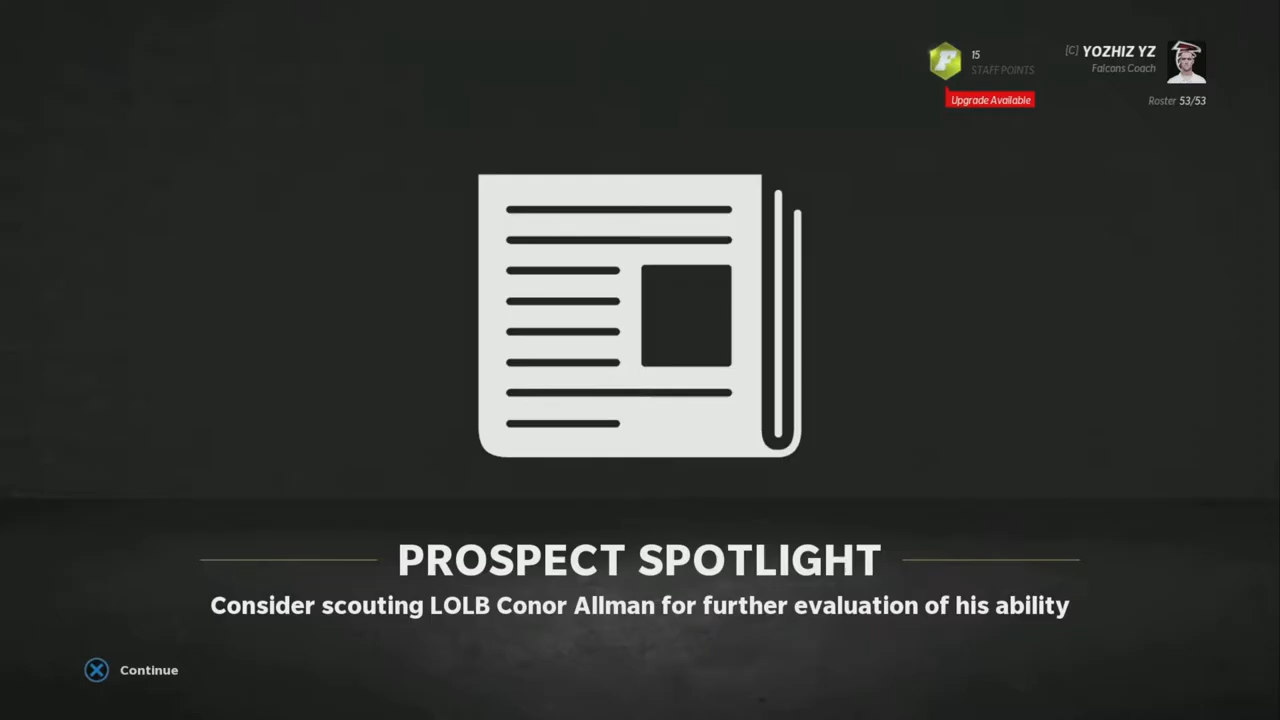 15
STAFF POINTS
Upgrade Available
[C] YOZHIZ YZ
Falcons Coach
Roster 53/53
PROSPECT SPOTLIGHT
Consider scouting LOLB Conor Allman for further evaluation of his ability
Continue